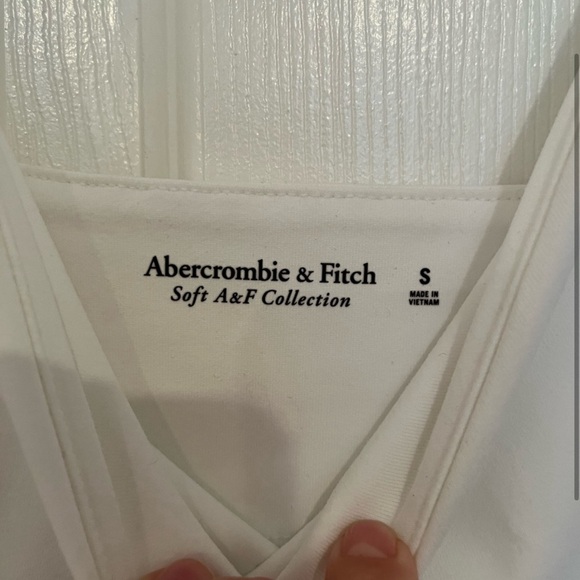 Abercrombie & Fitch
Soft A&F Collection
S
MADE IN
VIETNAM